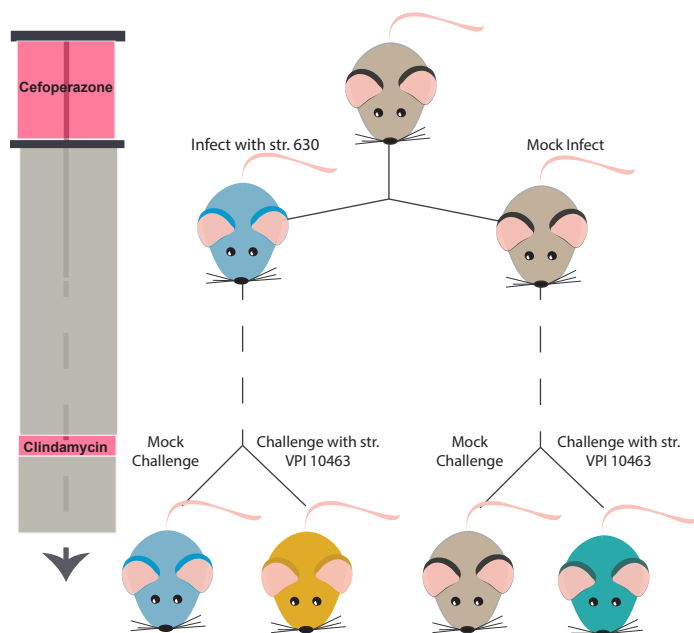 Cefoperazone
Infect with str. 630
Mock Infect
Clindamycin
Mock
Challenge
Challenge with str.
VPI 10463
Mock
Challenge
Challenge with str.
VPI 10463